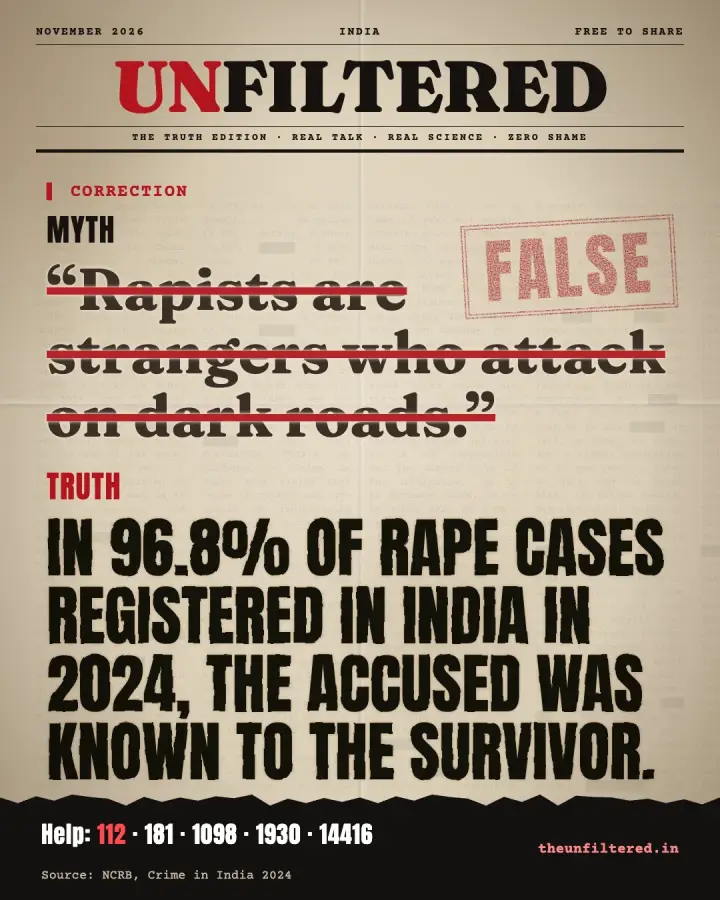 NOVEMBER 2026
INDIA
FREE TO SHARE
UNFILTERED
THE TRUTH EDITION · REAL TALK · REAL SCIENCE · ZERO SHAME
CORRECTION
MYTH
FALSE
“Rapists are
strangers who attack
on dark roads.”
TRUTH
IN 96.8% OF RAPE CASES
REGISTERED IN INDIA IN
2024, THE ACCUSED WAS
KNOWN TO THE SURVIVOR.
Help: 112 · 181 · 1098 · 1930 · 14416
theunfiltered.in
Source: NCRB, Crime in India 2024